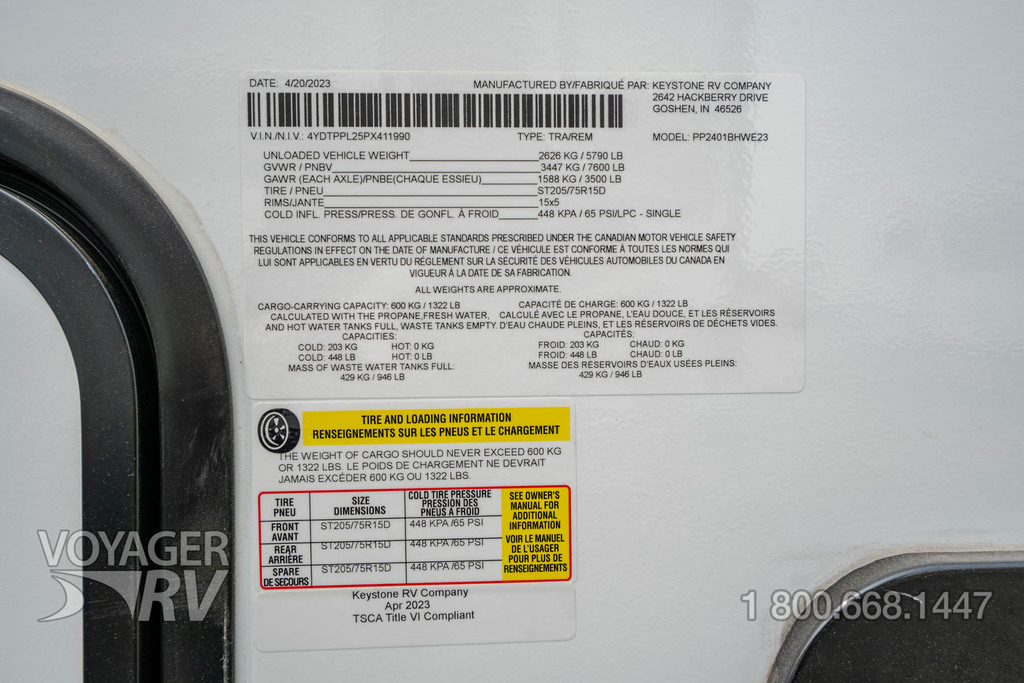 DATE: 4/20/2023 MANUFACTURED BY/FABRIQUÉ PAR: KEYSTONE RV COMPANY
2642 HACKBERRY DRIVE
GOSHEN, IN 46526
V.I.N./N.I.V.: 4YDTPPL25PX411990 TYPE: TRA/REM MODEL: PP2401BHWE23
UNLOADED VEHICLE WEIGHT 2626 KG / 5790 LB
GVWR / PNBV 3447 KG / 7600 LB
GAWR (EACH AXLE)/PNBE(CHAQUE ESSIEU) 1588 KG / 3500 LB
TIRE / PNEU ST205/75R15D
RIMS/JANTE 15x5
COLD INFL. PRESS/PRESS. DE GONFL. À FROID 448 KPA / 65 PSI/LPC - SINGLE
THIS VEHICLE CONFORMS TO ALL APPLICABLE STANDARDS PRESCRIBED UNDER THE CANADIAN MOTOR VEHICLE SAFETY
REGULATIONS IN EFFECT ON THE DATE OF MANUFACTURE / CE VÉHICULE EST CONFORME À TOUTES LES NORMES QUI
LUI SONT APPLICABLES EN VERTU DU RÉGLEMENT SUR LA SÉCURITÉ DES VÉHICULES AUTOMOBILES DU CANADA EN
VIGUEUR À LA DATE DE SA FABRICATION.
ALL WEIGHTS ARE APPROXIMATE.
CARGO-CARRYING CAPACITY: 600 KG / 1322 LB CAPACITÉ DE CHARGE: 600 KG / 1322 LB
CALCULATED WITH THE PROPANE,FRESH WATER, CALCULÉ AVEC LE PROPANE, L'EAU DOUCE, ET LES RÉSERVOIRS
AND HOT WATER TANKS FULL, WASTE TANKS EMPTY. D'EAU CHAUDE PLEINS, ET LES RÉSERVOIRS DE DÉCHETS VIDES.
CAPACITIES: CAPACITÉS:
COLD: 203 KG HOT: 0 KG FROID: 203 KG CHAUD: 0 KG
COLD: 448 LB HOT: 0 LB FROID: 448 LB CHAUD: 0 LB
MASS OF WASTE WATER TANKS FULL: MASSE DES RÉSERVOIRS D'EAUX USÉES PLEINS:
429 KG / 946 LB 429 KG / 946 LB
TIRE AND LOADING INFORMATION
RENSEIGNEMENTS SUR LES PNEUS ET LE CHARGEMENT
THE WEIGHT OF CARGO SHOULD NEVER EXCEED 600 KG
OR 1322 LBS. LE POIDS DE CHARGEMENT NE DEVRAIT
JAMAIS EXCÉDER 600 KG OU 1322 LBS.
TIRE
PNEU
SIZE
DIMENSIONS
COLD TIRE PRESSURE
PRESSION DES
PNEUS A FROID
FRONT
AVANT
ST205/75R15D 448 KPA /65 PSI
REAR
ARRIÈRE
ST205/75R15D 448 KPA /65 PSI
SPARE
DE SECOURS
ST205/75R15D 448 KPA /65 PSI
SEE OWNER'S
MANUAL FOR
ADDITIONAL
INFORMATION
VOIR LE MANUEL
DE L'USAGER
POUR PLUS DE
RENSEIGNEMENTS
Keystone RV Company
Apr 2023
TSCA Title VI Compliant
VOYAGER
RV
1 800.668.1447